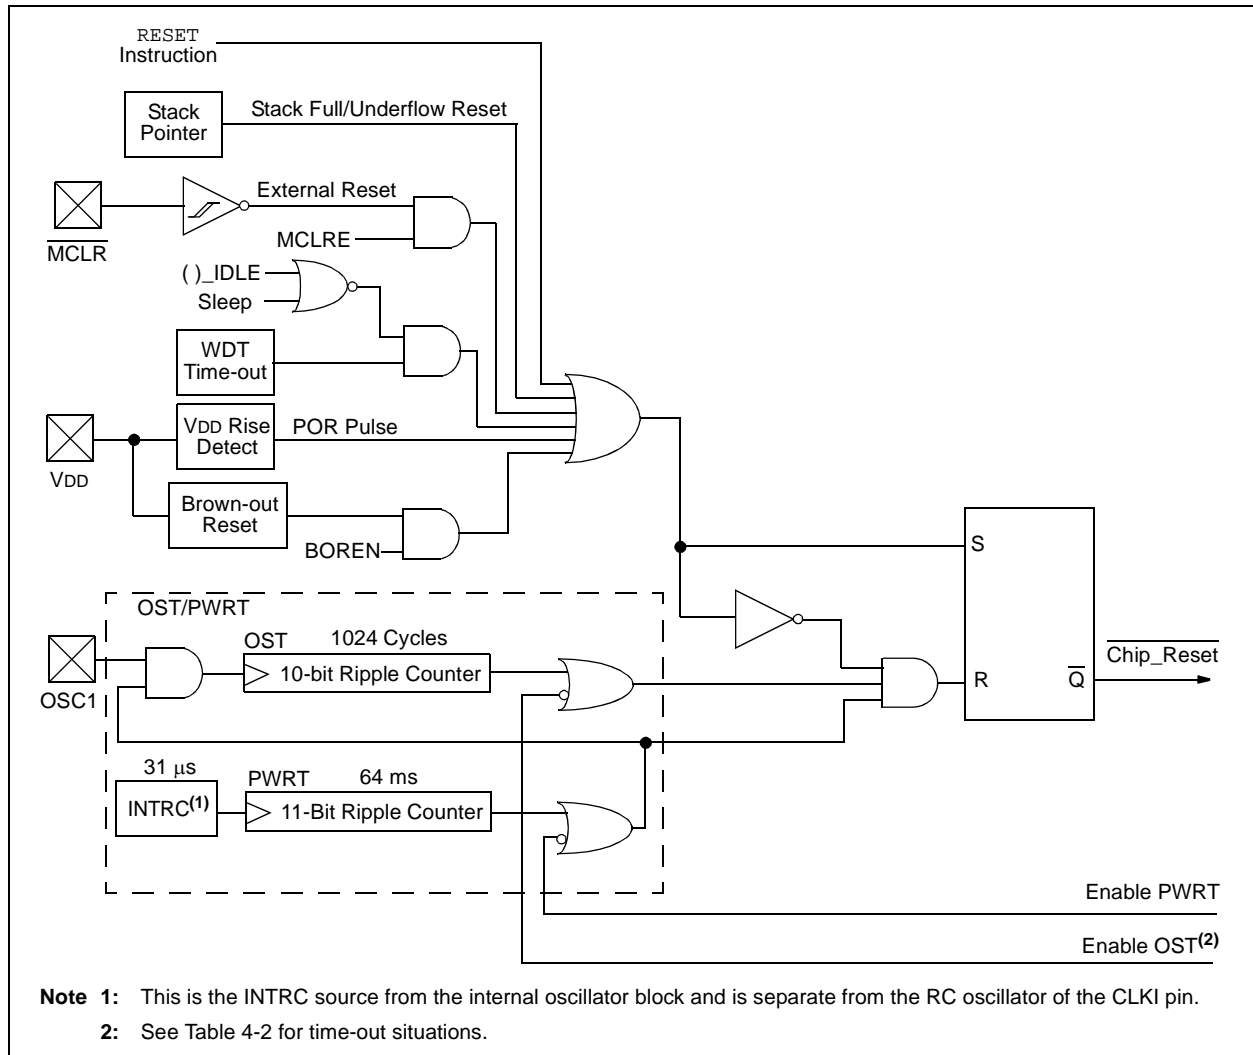 RESET
Instruction
Stack
Pointer
Stack Full/Underflow Reset
External Reset
MCLR
MCLRE
( )_IDLE
Sleep
WDT
Time-out
VDD Rise
Detect
POR Pulse
VDD
Brown-out
Reset
BOREN
S
OST/PWRT
OST
1024 Cycles
10-bit Ripple Counter
OSC1
R
Q
Chip_Reset
31 μs
INTRC(1)
PWRT
64 ms
11-Bit Ripple Counter
Enable PWRT
Enable OST(2)
Note 1: This is the INTRC source from the internal oscillator block and is separate from the RC oscillator of the CLKI pin.
2: See Table 4-2 for time-out situations.